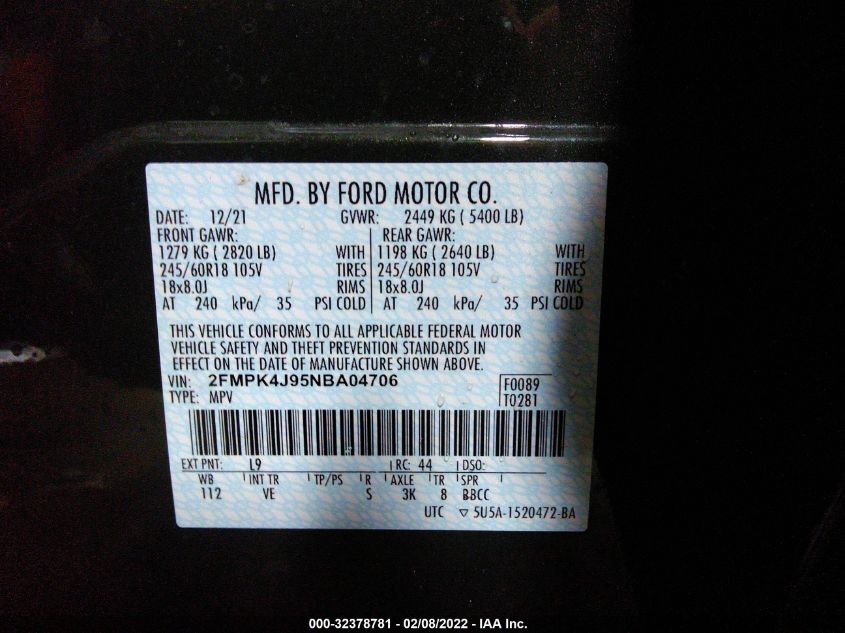 MFD. BY FORD MOTOR CO.
DATE: 12/21 GVWR: 2449 KG ( 5400 LB)
FRONT GAWR: REAR GAWR:
1279 KG ( 2820 LB) WITH 1198 KG ( 2640 LB) WITH
245/60R18 105V TIRES 245/60R18 105V TIRES
18x8.0J RIMS 18x8.0J RIMS
AT 240 kPa/ 35 PSI COLD AT 240 kPa/ 35 PSI COLD
THIS VEHICLE CONFORMS TO ALL APPLICABLE FEDERAL MOTOR
VEHICLE SAFETY AND THEFT PREVENTION STANDARDS IN
EFFECT ON THE DATE OF MANUFACTURE SHOWN ABOVE.
VIN: 2FMPK4J95NBA04706 F0089
TYPE: MPV T0281
EXT PNT: L9 RC: 44 DSO:
WB INT TR TP/PS R AXLE TR SPR
112 VE S 3K 8 BBCC
UTC ▽ 5U5A-1520472-BA
000-32378781 - 02/08/2022 - IAA Inc.